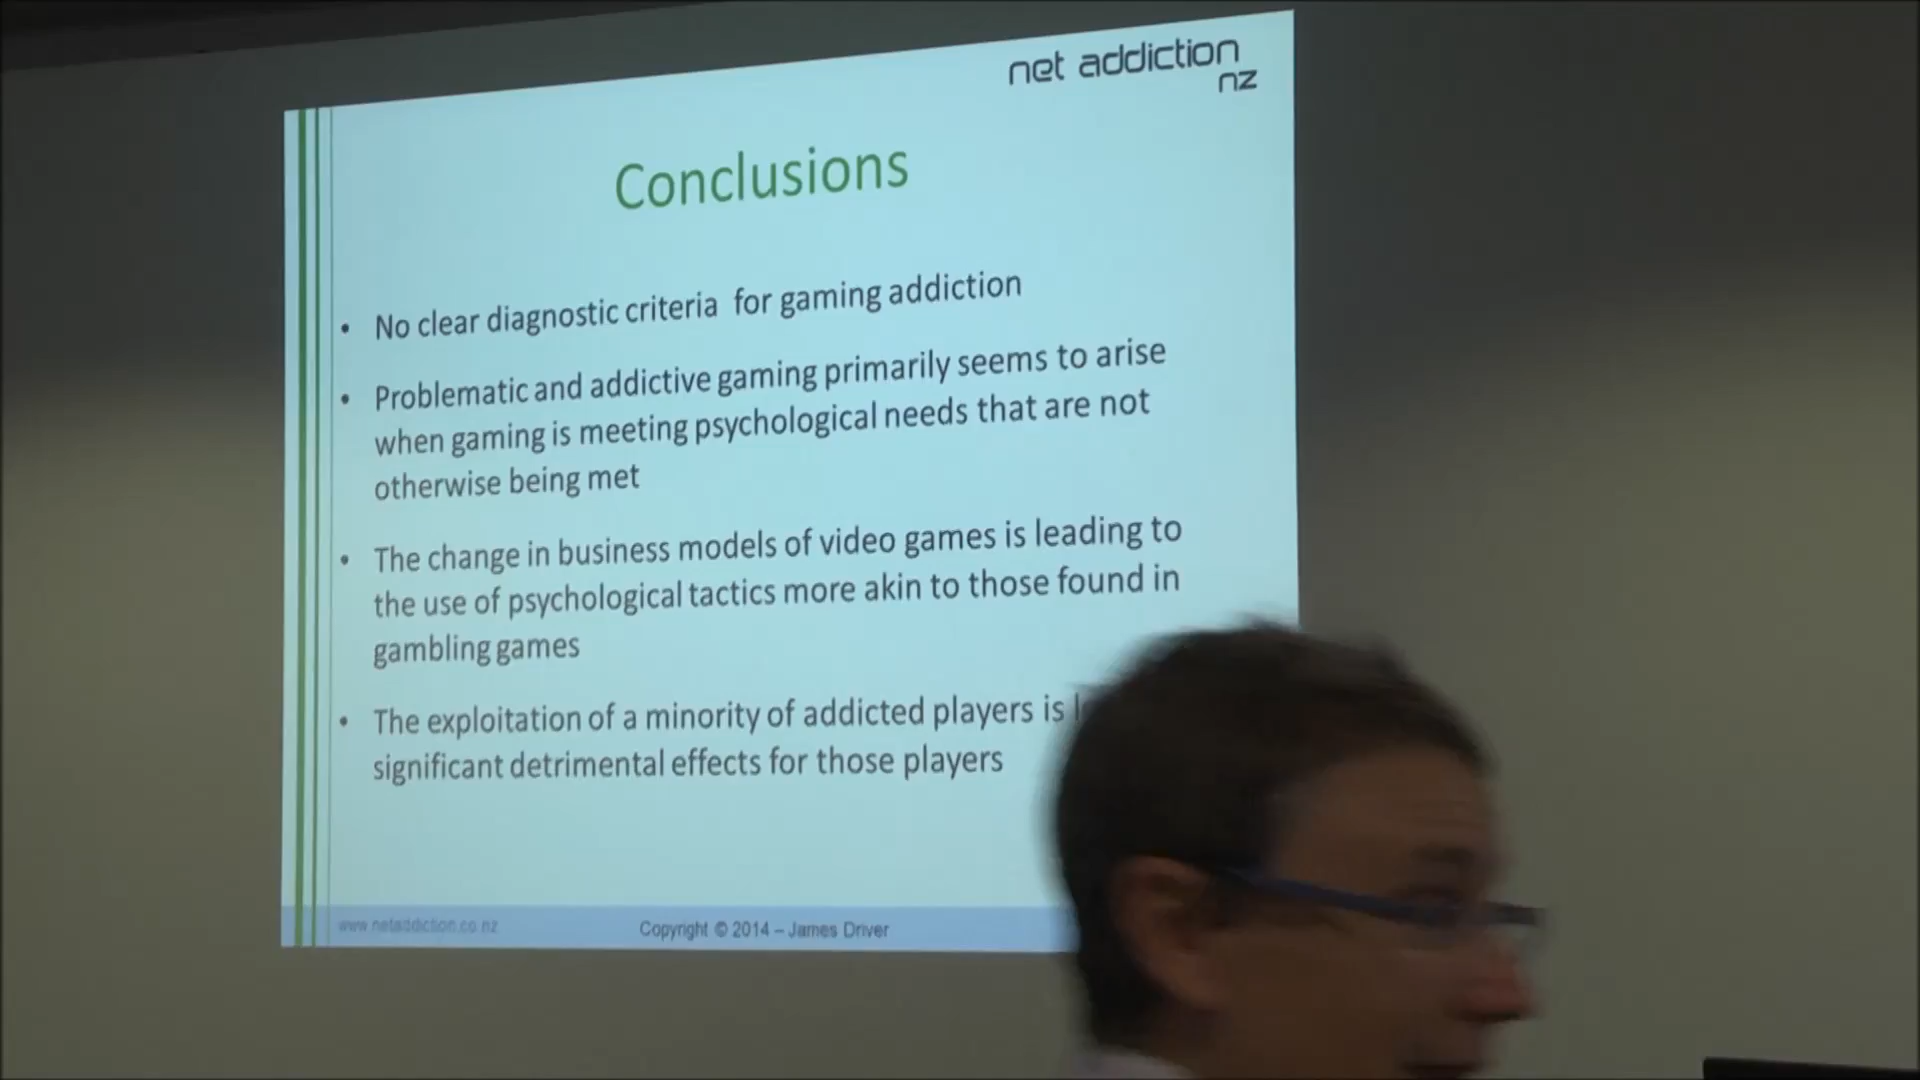 net addiction
nz
Conclusions
• No clear diagnostic criteria for gaming addiction
• Problematic and addictive gaming primarily seems to arise
when gaming is meeting psychological needs that are not
otherwise being met
• The change in business models of video games is leading to
the use of psychological tactics more akin to those found in
gambling games
• The exploitation of a minority of addicted players is
significant detrimental effects for those players
www.netaddiction.co.nz
Copyright © 2014 – James Driver